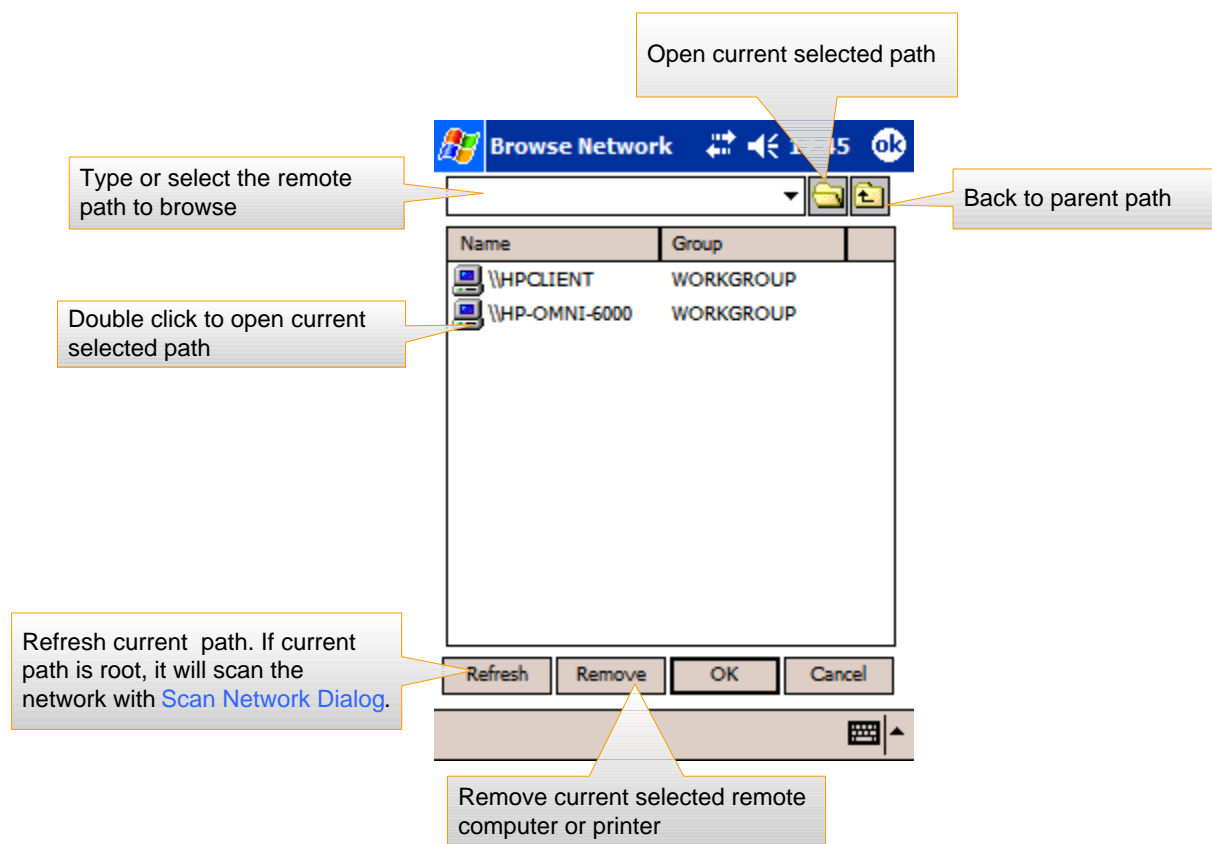 Open current selected path
Browse Network
ok
Type or select the remote
path to browse
Back to parent path
Name Group
\\HPCLIENT WORKGROUP
\\HP-OMNI-6000 WORKGROUP
Double click to open current
selected path
Refresh current path. If current
path is root, it will scan the
network with Scan Network Dialog.
Refresh Remove OK Cancel
Remove current selected remote
computer or printer